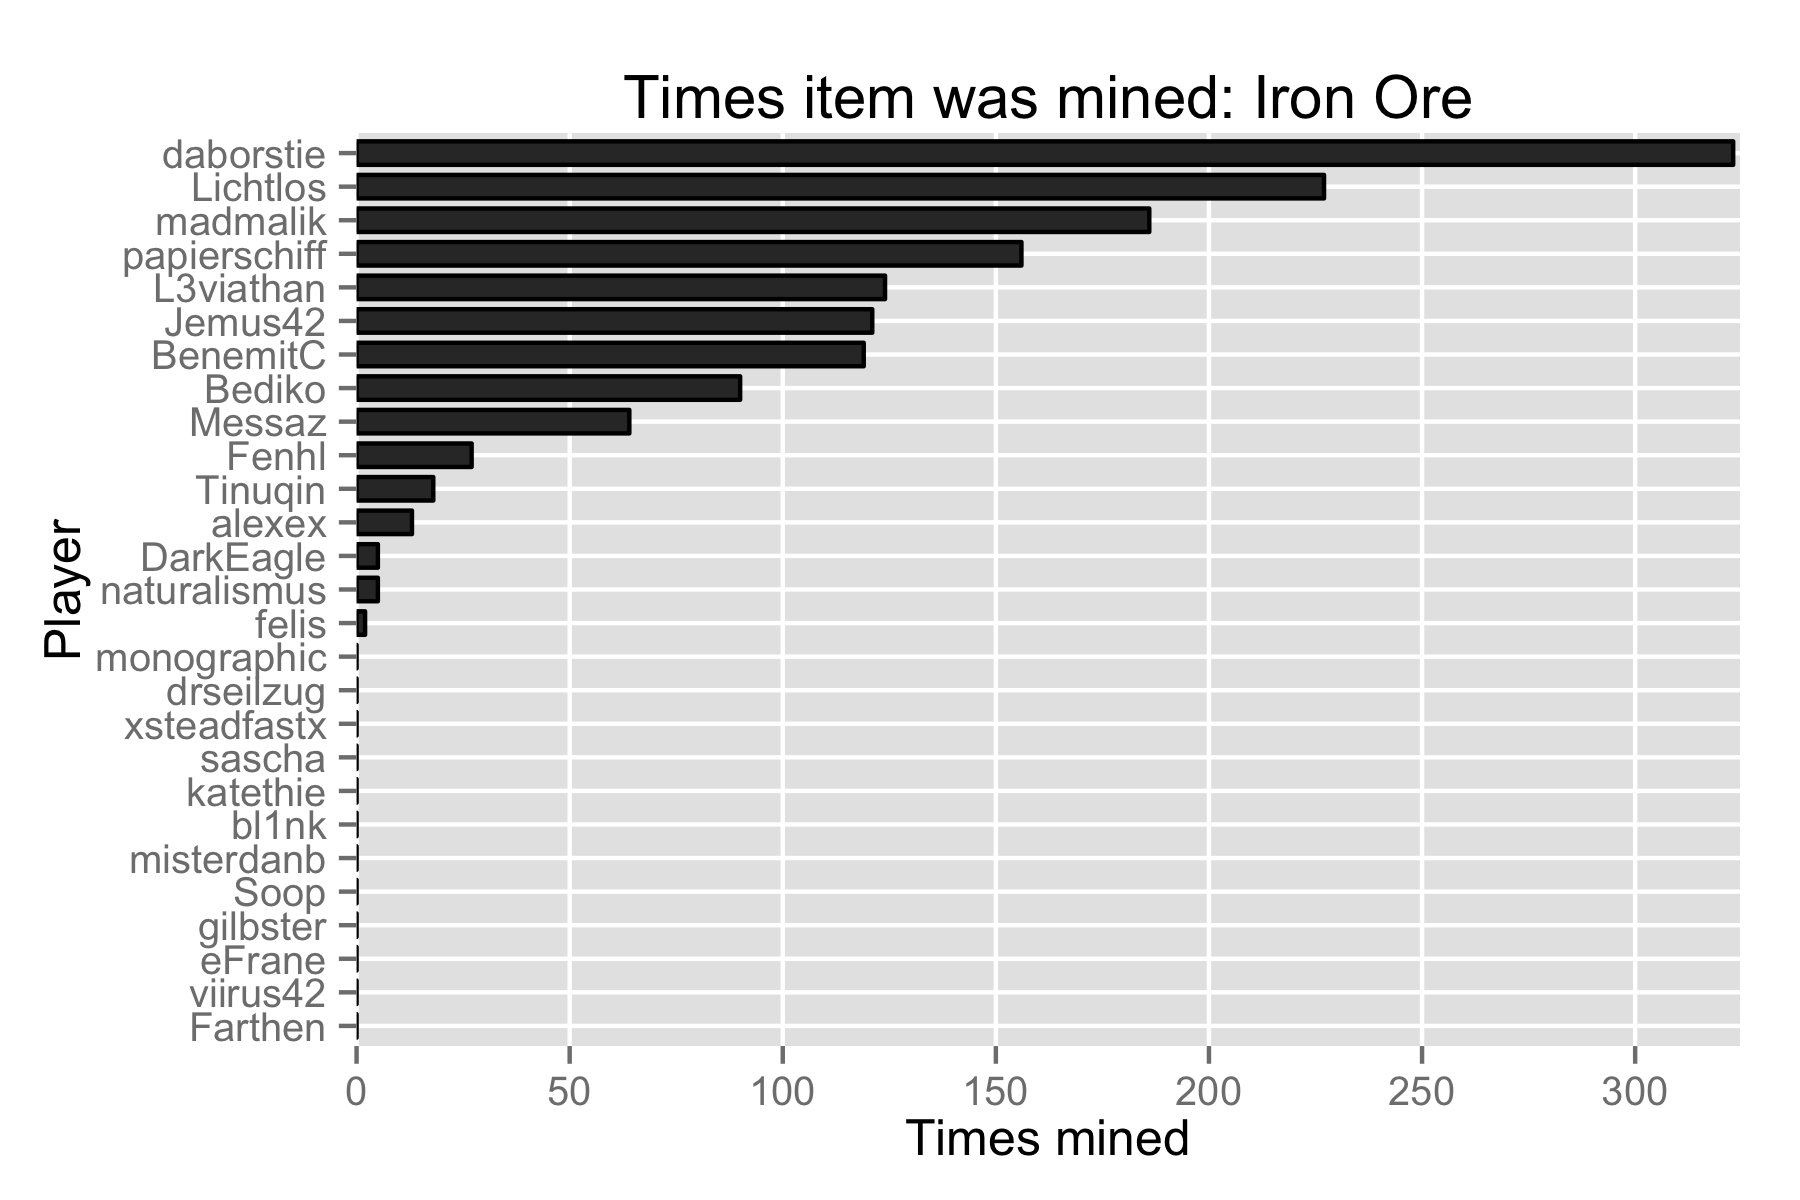 Times item was mined: Iron Ore
daborstie
Lichtlos
madmalik
papierschiff
L3viathan
Jemus42
BenemitC
Bediko
Messaz
Fenhl
Tinuqin
alexex
DarkEagle
naturalismus
felis
monographic
drseilzug
xsteadfastx
sascha
katethie
bl1nk
misterdanb
Soop
gilbster
eFrane
viirus42
Farthen
Player
0 50 100 150 200 250 300
Times mined